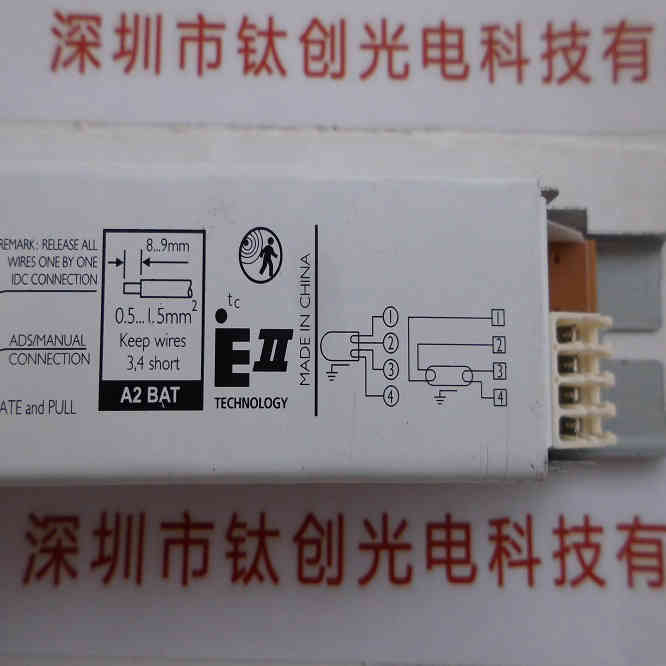 深圳市钛创光电科技有
REMARK: RELEASE ALL
WIRES ONE BY ONE
IDC CONNECTION
ADS/MANUAL
CONNECTION
ATE and PULL
8...9mm
0.5...1.5mm²
Keep wires
3,4 short
A2 BAT
tc
EII
TECHNOLOGY
MADE IN CHINA
1
2
3
4
1
2
3
4
深圳市钛创光电科技有